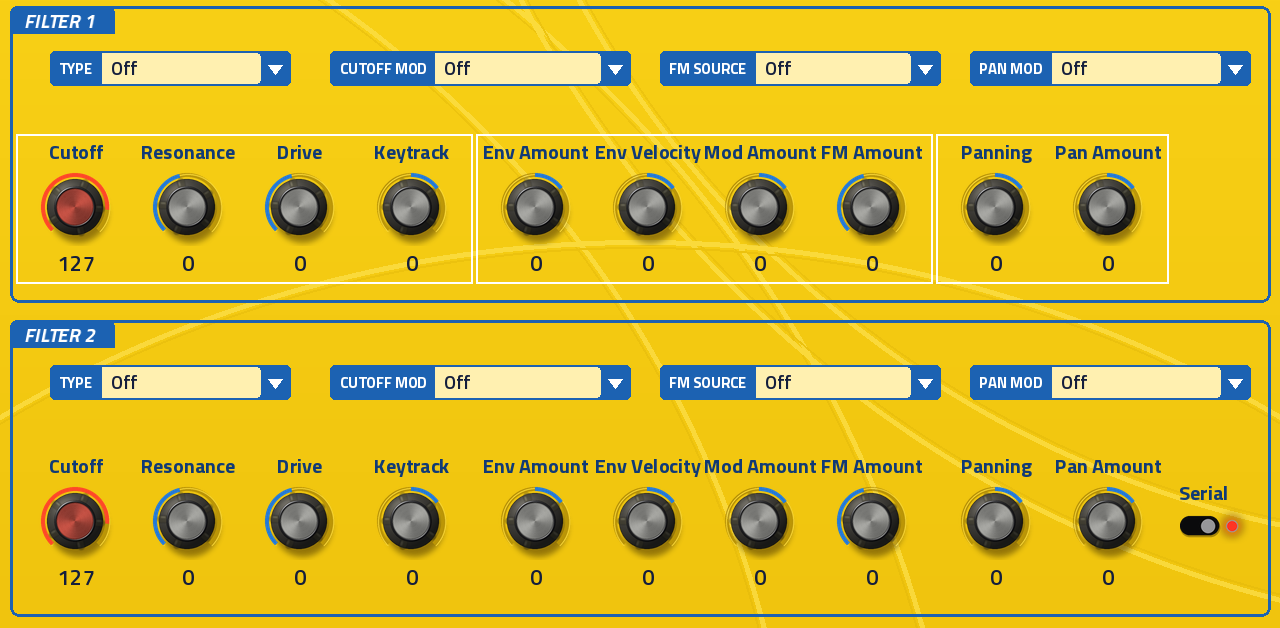 FILTER 1
TYPE Off CUTOFF MOD Off FM SOURCE Off PAN MOD Off
Cutoff Resonance Drive Keytrack Env Amount Env Velocity Mod Amount FM Amount Panning Pan Amount
127 0 0 0 0 0 0 0 0 0
FILTER 2
TYPE Off CUTOFF MOD Off FM SOURCE Off PAN MOD Off
Cutoff Resonance Drive Keytrack Env Amount Env Velocity Mod Amount FM Amount Panning Pan Amount
Serial
127 0 0 0 0 0 0 0 0 0